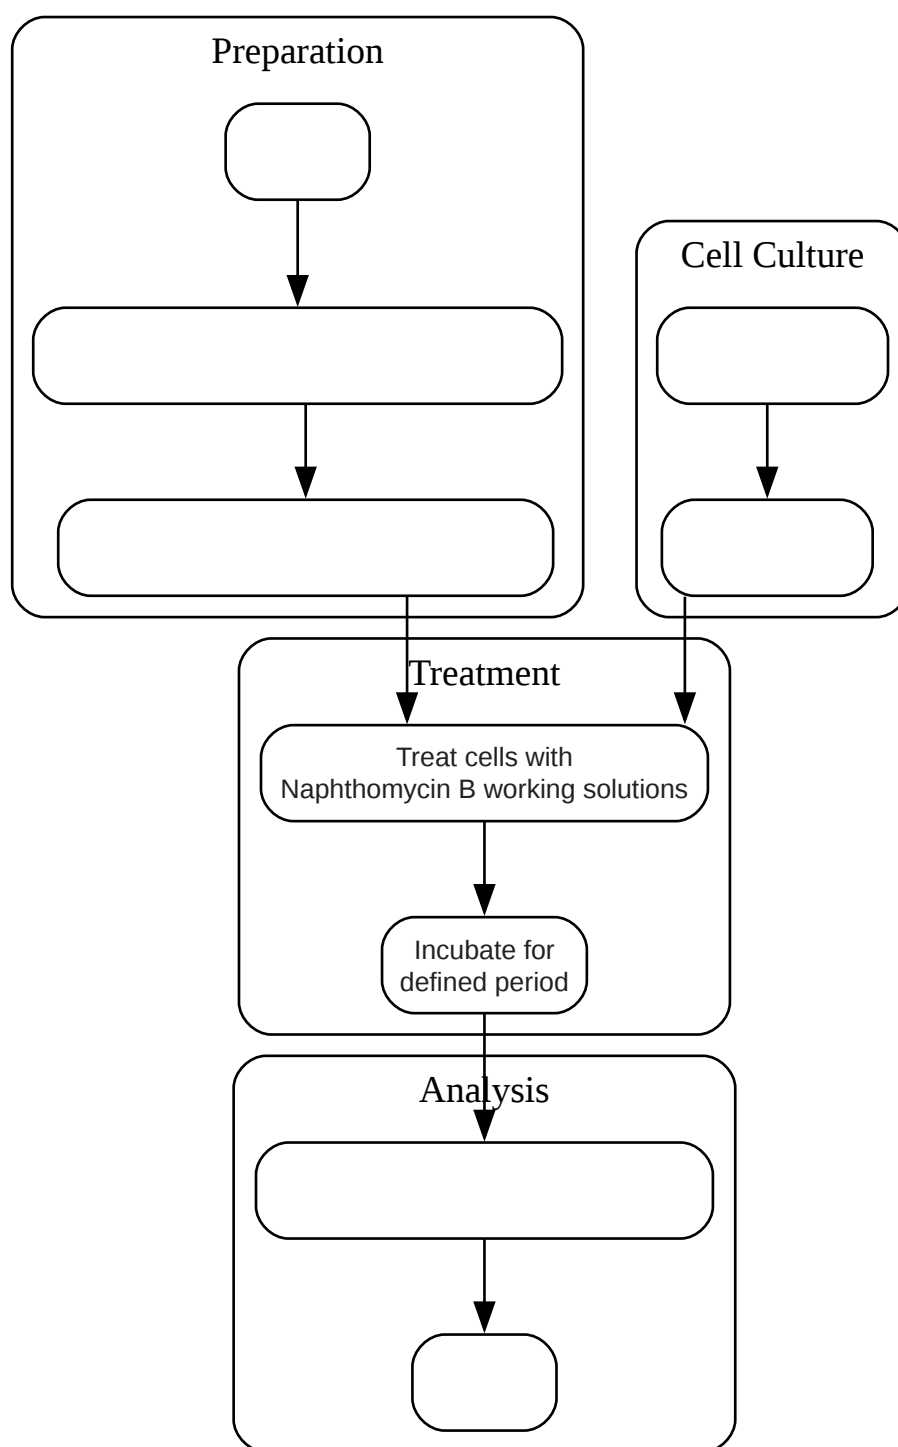 Preparation
Cell Culture
Treatment
Treat cells with
Naphthomycin B working solutions
Incubate for
defined period
Analysis